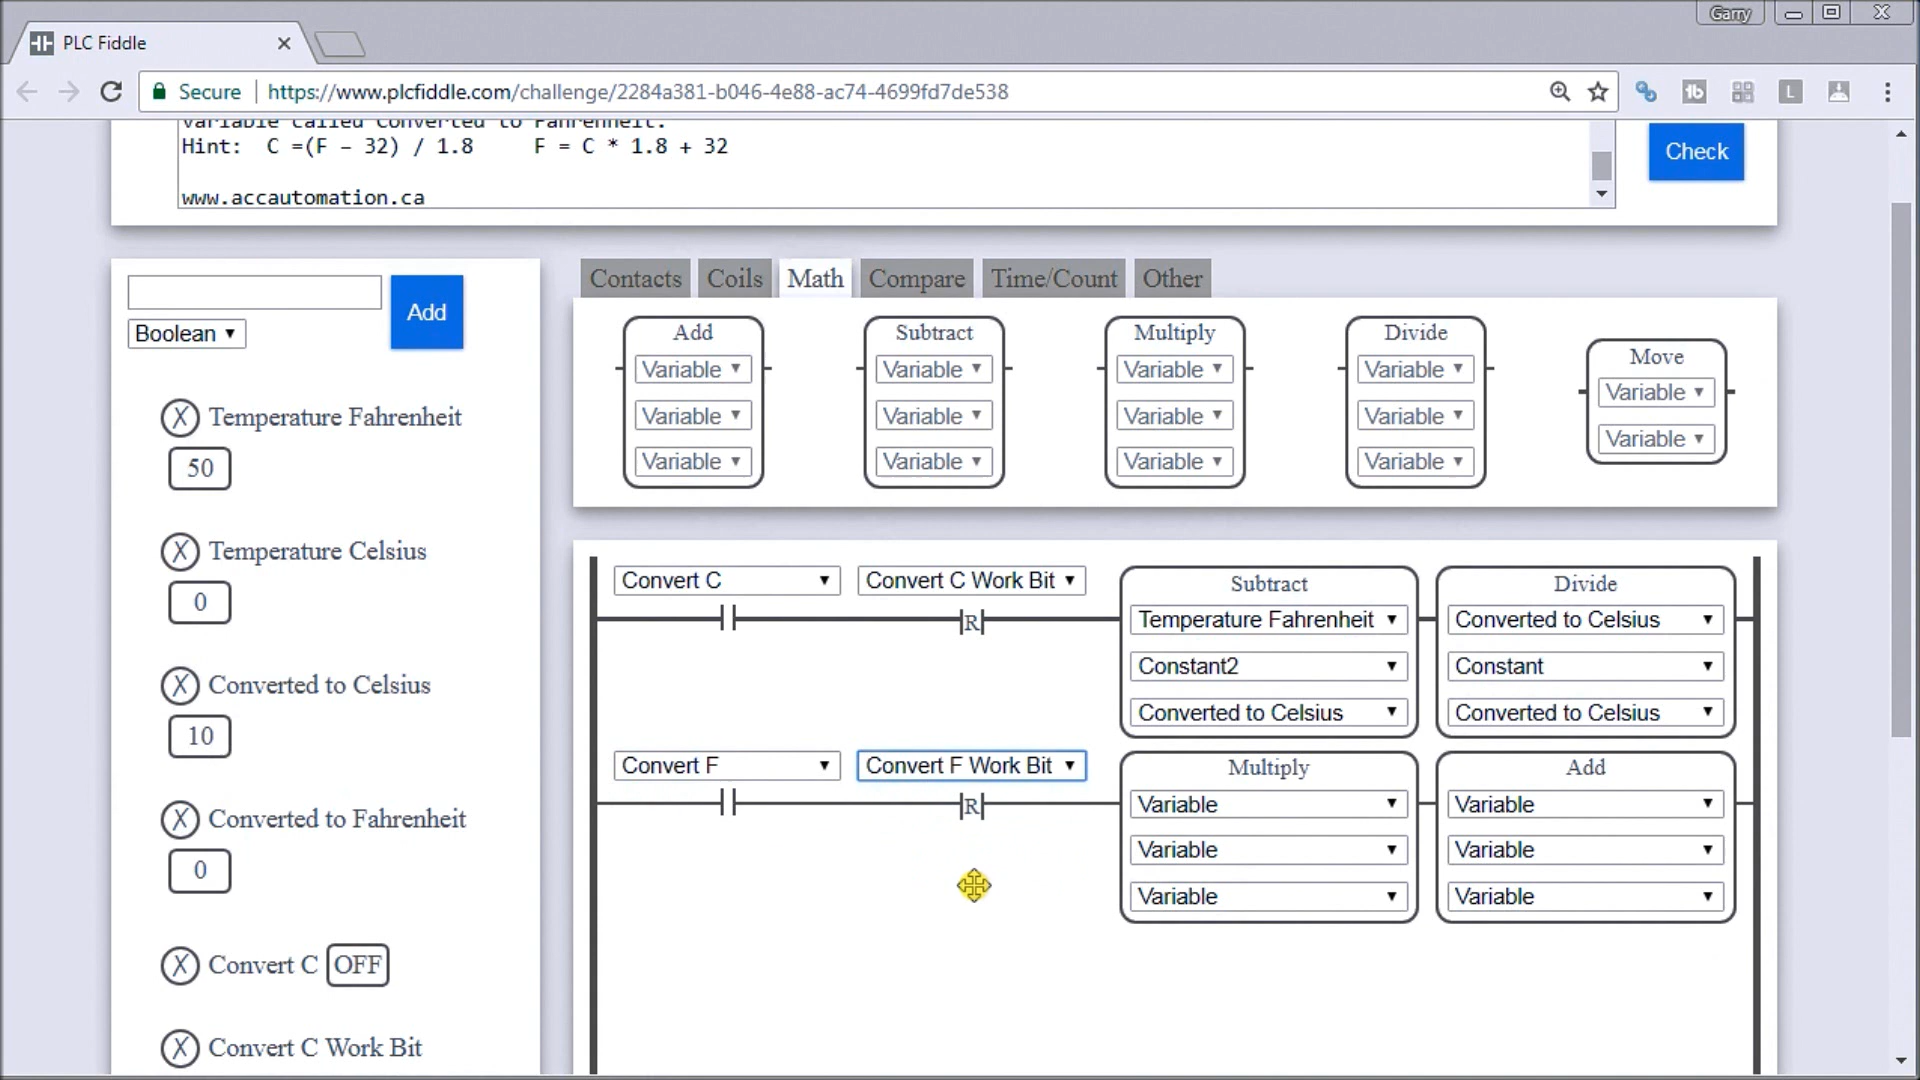 Garry
PLC Fiddle
Secure https://www.plcfiddle.com/challenge/2284a381-b046-4e88-ac74-4699fd7de538
variable called Converted to Fahrenheit.
Hint: C =(F - 32) / 1.8 F = C * 1.8 + 32
www.accautomation.ca
Check
Boolean
Add
Temperature Fahrenheit
50
Temperature Celsius
0
Converted to Celsius
10
Converted to Fahrenheit
0
Convert C OFF
Convert C Work Bit
Contacts Coils Math Compare Time/Count Other
Add
Variable
Variable
Variable
Subtract
Variable
Variable
Variable
Multiply
Variable
Variable
Variable
Divide
Variable
Variable
Variable
Move
Variable
Variable
Convert C
Convert C Work Bit
R
Subtract
Temperature Fahrenheit
Constant2
Converted to Celsius
Divide
Converted to Celsius
Constant
Converted to Celsius
Convert F
Convert F Work Bit
R
Multiply
Variable
Variable
Variable
Add
Variable
Variable
Variable